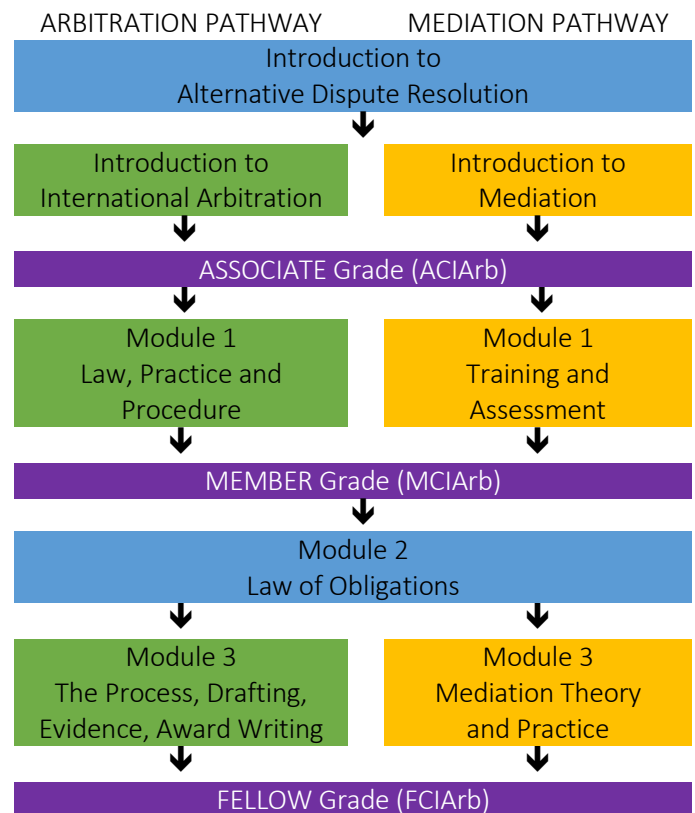 ARBITRATION PATHWAY
MEDIATION PATHWAY
Introduction to
Alternative Dispute Resolution
Introduction to
International Arbitration
Introduction to
Mediation
ASSOCIATE Grade (ACIArb)
Module 1
Law, Practice and
Procedure
Module 1
Training and
Assessment
MEMBER Grade (MCIArb)
Module 2
Law of Obligations
Module 3
The Process, Drafting,
Evidence, Award Writing
Module 3
Mediation Theory
and Practice
FELLOW Grade (FCIArb)